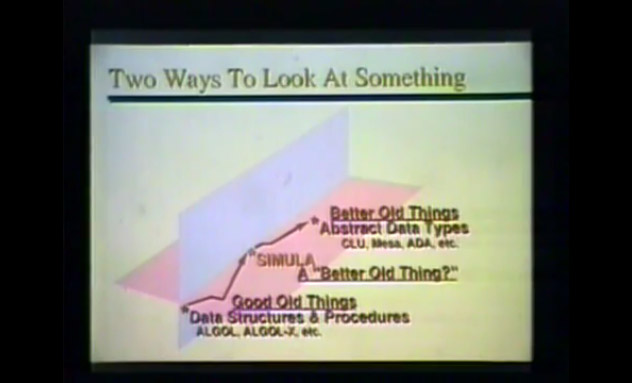 Two Ways To Look At Something
Better Old Things
* Abstract Data Types
CLU, Mesa, ADA, etc.
*SIMULA
A "Better Old Thing?"
Good Old Things
*Data Structures & Procedures
ALGOL, ALGOL-X, etc.